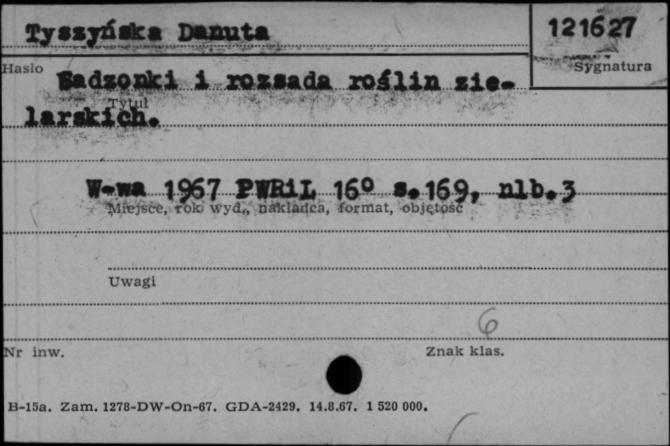 Tyszyńska Danuta
121627
Hasło
Sygnatura
Sadzonki i rozsada roślin zie-
Tytuł
larskich.
W-wa 1967 PWRiL 16° s.169, nlb.3
Miejsce, rok wyd., nakładca, format, objętość
Uwagi
6
Nr inw.
Znak klas.
B-15a. Zam. 1278-DW-On-67. GDA-2429. 14.8.67. 1 520 000.